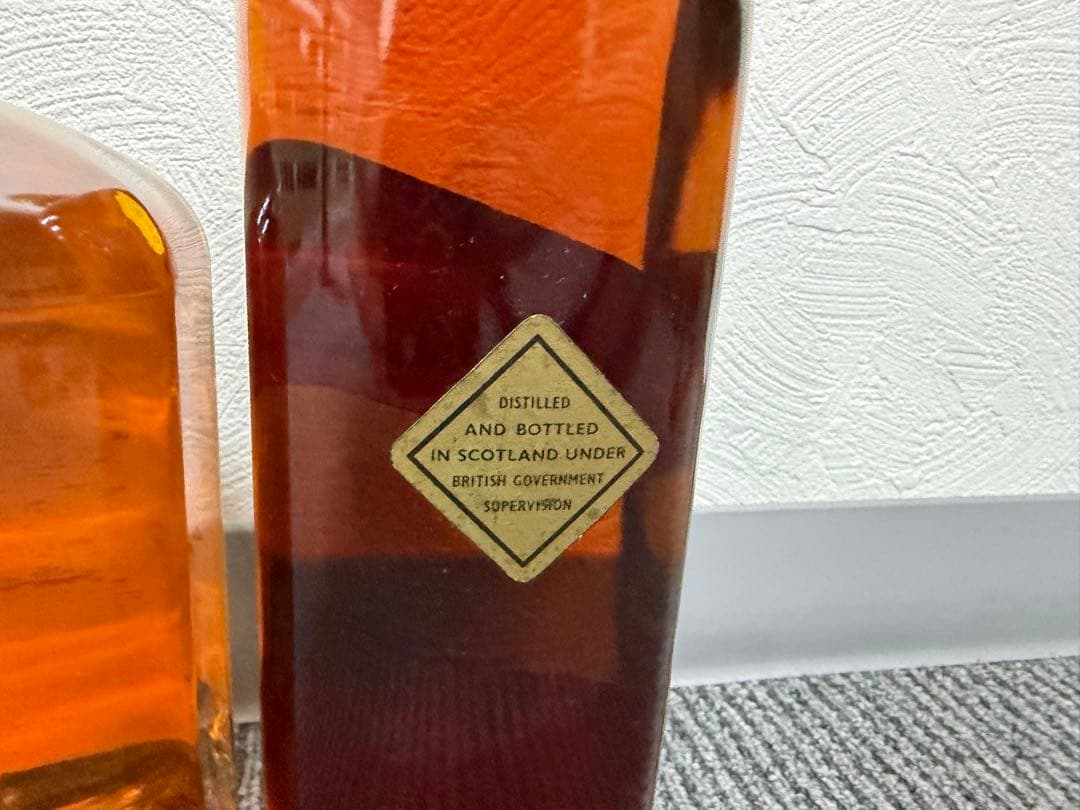 DISTILLED
AND BOTTLED
IN SCOTLAND UNDER
BRITISH GOVERNMENT
SUPERVISION